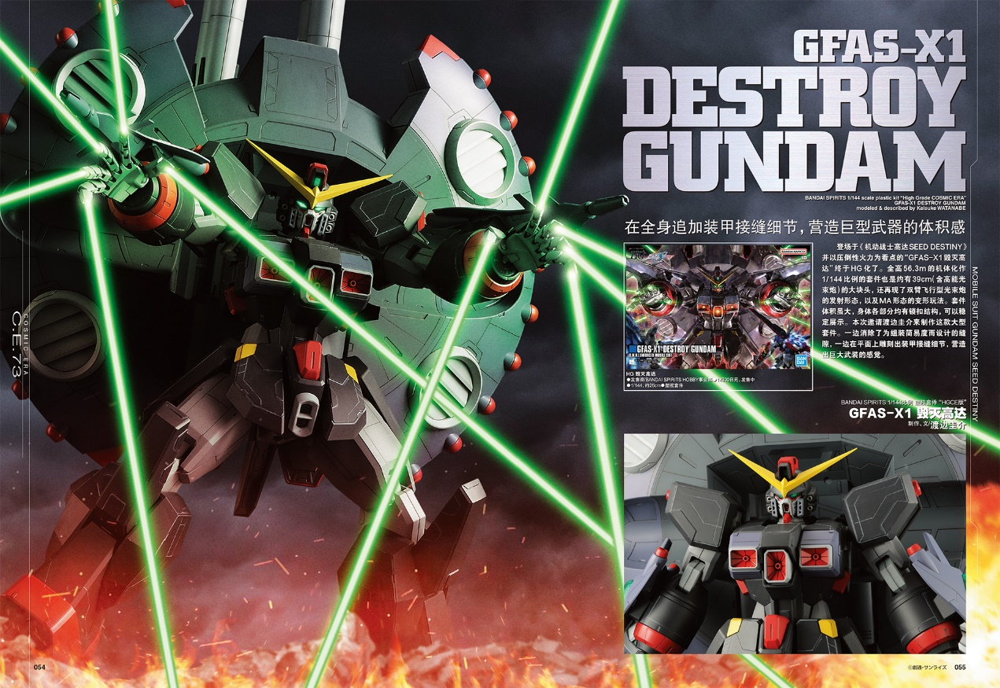 GFAS-X1
DESTROY
GUNDAM
BANDAI SPIRITS 1/144 scale plastic kit "High Grade COSMIC ERA"
GFAS-X1 DESTROY GUNDAM
modeled & described by Keisuke WATANABE
在全身追加装甲接缝细节，营造巨型武器的体积感
登场于《机动战士高达SEED DESTINY》
并以压倒性火力为看点的“GFAS-X1毁灭高
达”终于HG化了。全高56.3m的机体化作
1/144比例的套件也是约有39cm(含高能光
束炮)的大块头，还再现了双臂飞行型光束炮
的发射形态，以及MA形态的变形玩法。套件
体积虽大，身体各部分均有锁扣结构，可以稳
定展示。本次邀请渡边圭介来制作这款大型
套件。一边消除了为组装简易度而设计的缝
隙，一边在平面上雕刻出装甲接缝细节，营造
出巨大武装的感觉。
BANDAI NAMCO
GFAS-X1 DESTROY GUNDAM
O.M.N.I. ENFORCER MOBILE SUIT
BAN
DAI
HG 毁灭高达
●发售商/BANDAI SPIRITS HOBBY事业部
日元，发售中
●1/144，约26cm●塑胶套件
BANDAI SPIRITS 1/144比例 塑胶套件 “HGCE版”
GFAS-X1 毁灭高达
制作、文/渡边圭介
MOBILE SUIT GUNDAM SEED DESTINY
COSMIC ERA
C.E.73
054
©創通・サンライズ 055